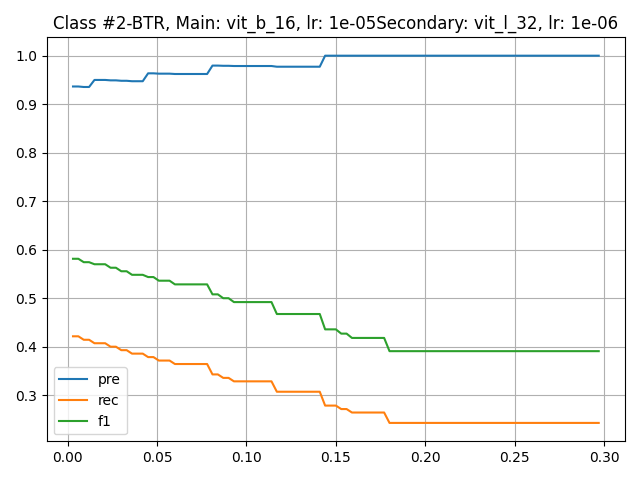 Class #2-BTR, Main: vit_b_16, lr: 1e-05Secondary: vit_l_32, lr: 1e-06
1.0
0.9
0.8
0.7
0.6
0.5
0.4
0.3
pre
rec
f1
0.00 0.05 0.10 0.15 0.20 0.25 0.30